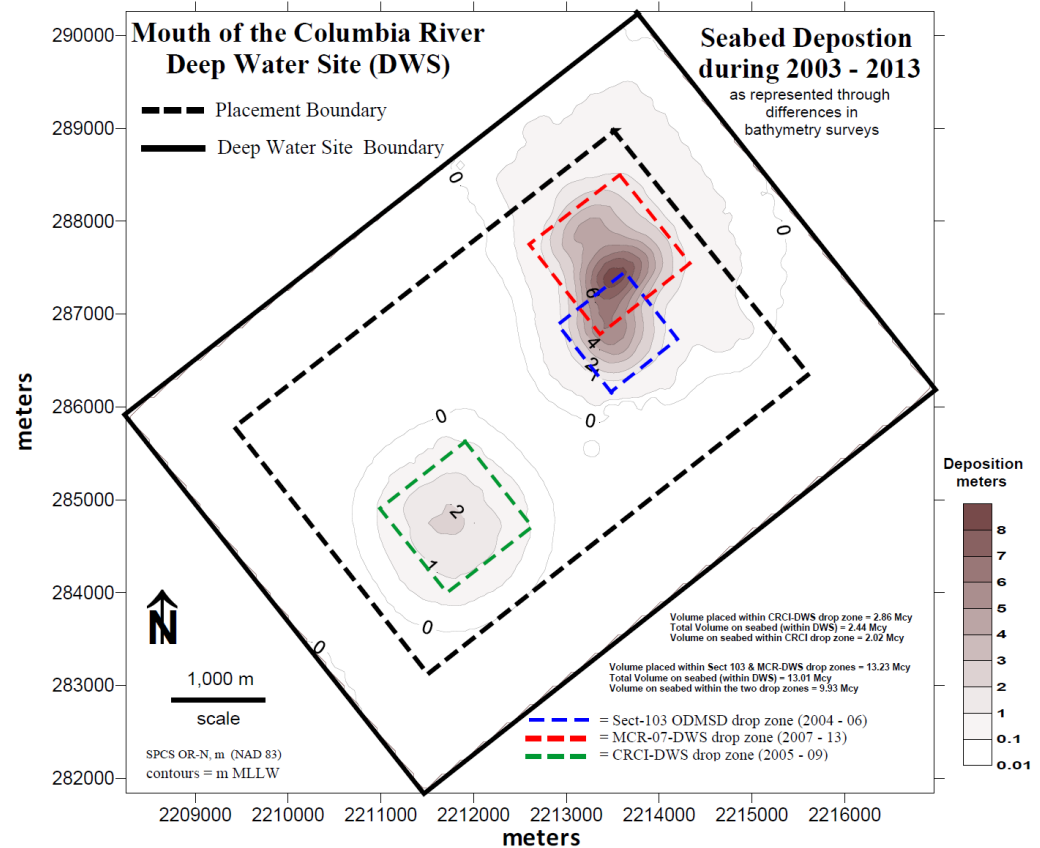 Mouth of the Columbia River
Deep Water Site (DWS)
Placement Boundary
Deep Water Site Boundary
Seabed Depostion
during 2003 - 2013
as represented through
differences in
bathymetry surveys
290000
289000
288000
287000
286000
285000
284000
283000
282000
meters
0
0
6
4
2
1
0
0
2
1
0
0
N
1,000 m
scale
SPCS OR-N, m (NAD 83)
contours = m MLLW
Volume placed within CRCI-DWS drop zone = 2.86 Mcy
Total Volume on seabed (within DWS) = 2.44 Mcy
Volume on seabed within CRCI drop zone = 2.02 Mcy
Volume placed within Sect 103 & MCR-DWS drop zones = 13.23 Mcy
Total Volume on seabed (within DWS) = 13.01 Mcy
Volume on seabed within the two drop zones = 9.93 Mcy
= Sect-103 ODMSD drop zone (2004 - 06)
= MCR-07-DWS drop zone (2007 - 13)
= CRCI-DWS drop zone (2005 - 09)
Deposition
meters
8
7
6
5
4
3
2
1
0.1
0.01
2209000 2210000 2211000 2212000 2213000 2214000 2215000 2216000
meters